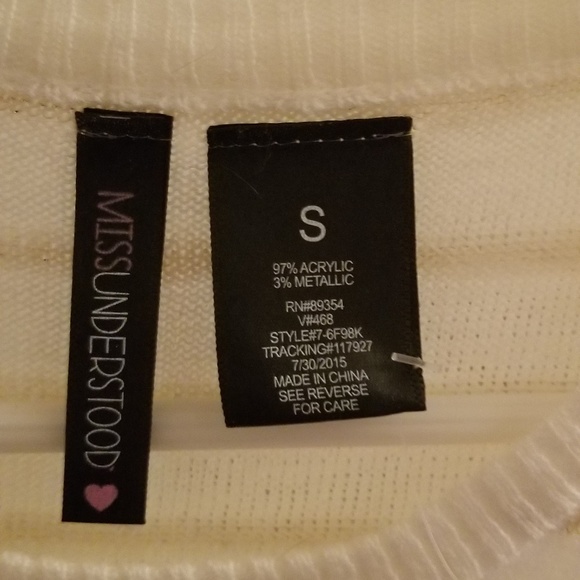 MISSUNDERSTOOD
S
97% ACRYLIC
3% METALLIC
RN#89354
V#468
STYLE#7-6F98K
TRACKING#117927
7/30/2015
MADE IN CHINA
SEE REVERSE
FOR CARE